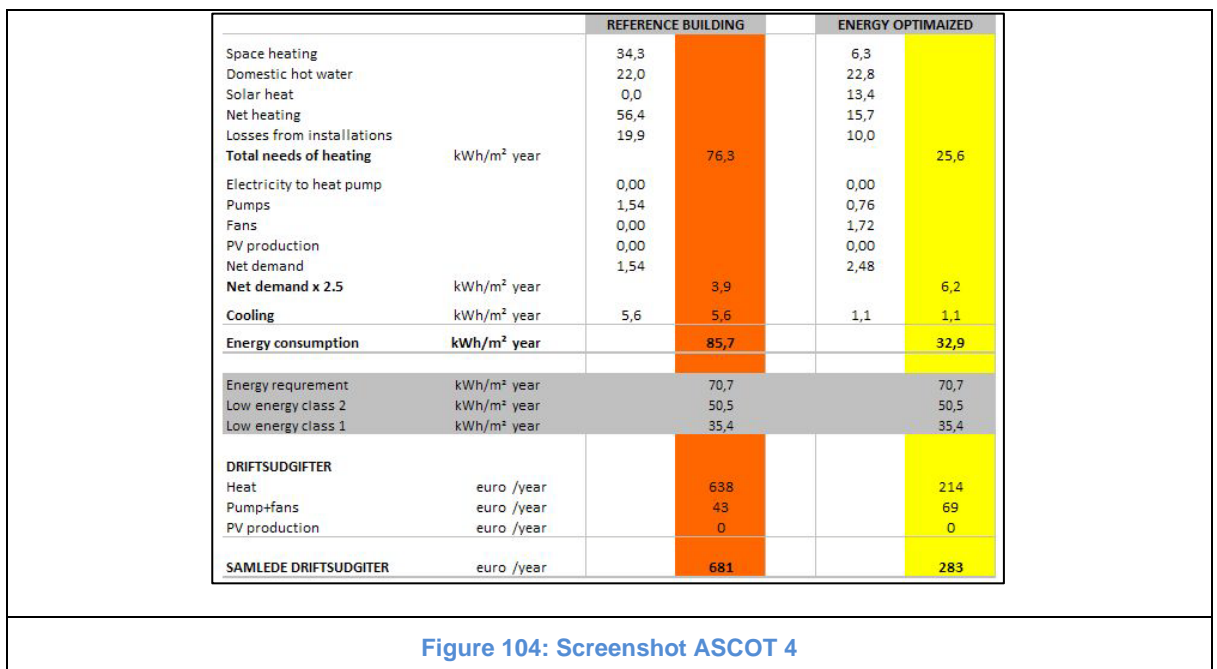 REFERENCE BUILDING ENERGY OPTIMAIZED
Space heating 34,3 6,3
Domestic hot water 22,0 22,8
Solar heat 0,0 13,4
Net heating 56,4 15,7
Losses from installations 19,9 10,0
Total needs of heating kWh/m² year 76,3 25,6
Electricity to heat pump 0,00 0,00
Pumps 1,54 0,76
Fans 0,00 1,72
PV production 0,00 0,00
Net demand 1,54 2,48
Net demand x 2.5 kWh/m² year 3,9 6,2
Cooling kWh/m² year 5,6 5,6 1,1 1,1
Energy consumption kWh/m² year 85,7 32,9
Energy requrement kWh/m² year 70,7 70,7
Low energy class 2 kWh/m² year 50,5 50,5
Low energy class 1 kWh/m² year 35,4 35,4
DRIFTSUDGIFTER
Heat euro /year 638 214
Pump+fans euro /year 43 69
PV production euro /year 0 0
SAMLEDE DRIFTSUDGITER euro /year 681 283
Figure 104: Screenshot ASCOT 4